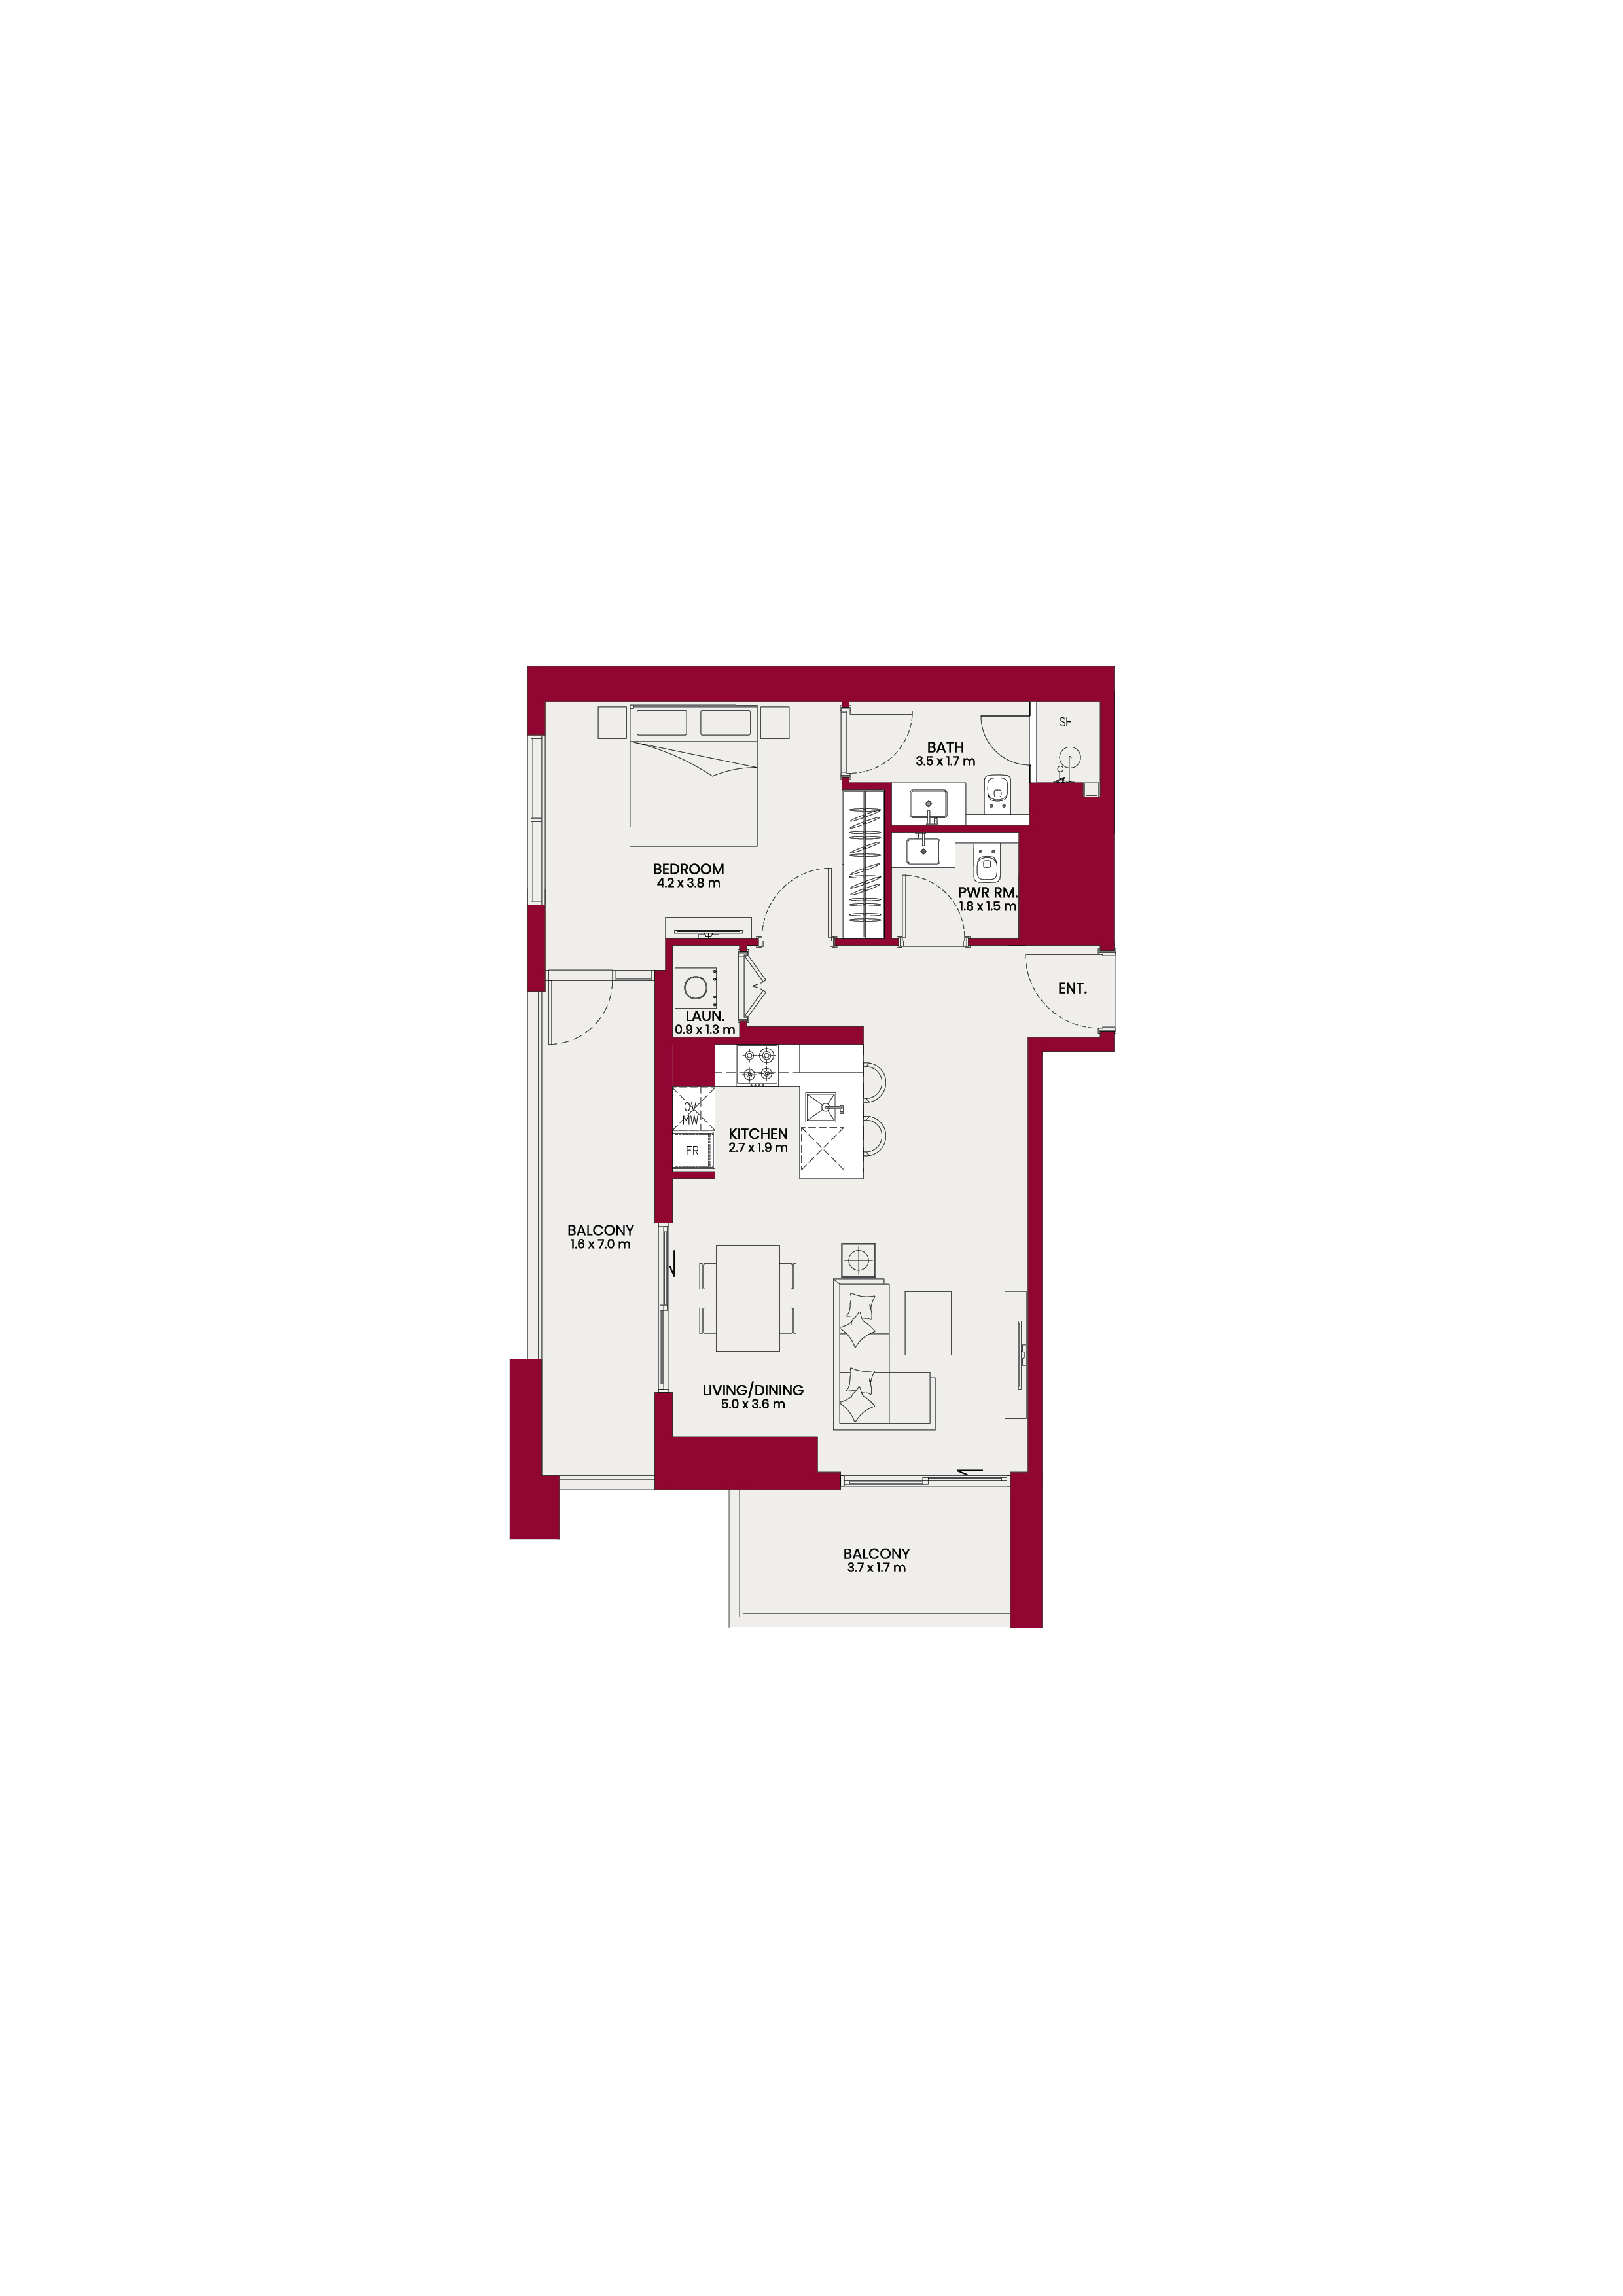 SH
BATH
3.5 x 1.7 m
BEDROOM
4.2 x 3.8 m
PWR RM.
1.8 x 1.5 m
ENT.
LAUN.
0.9 x 1.3 m
OV
MW
FR
KITCHEN
2.7 x 1.9 m
BALCONY
1.6 x 7.0 m
LIVING/DINING
5.0 x 3.6 m
BALCONY
3.7 x 1.7 m